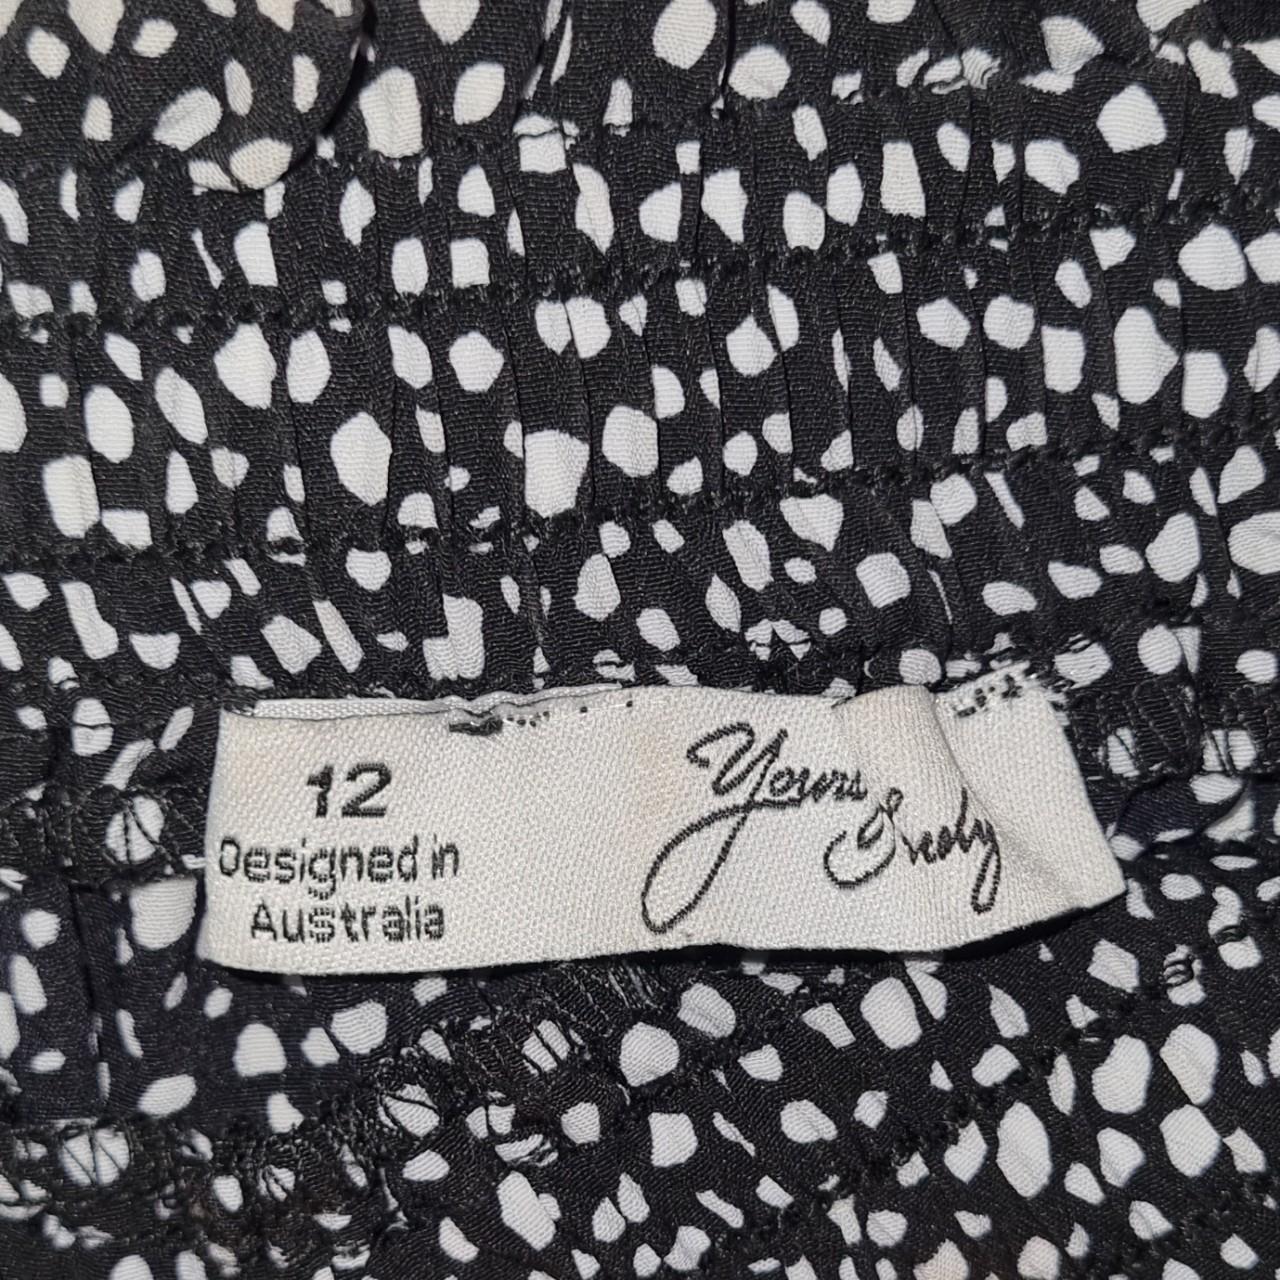 12
Designed in
Australia
Yours
Truly